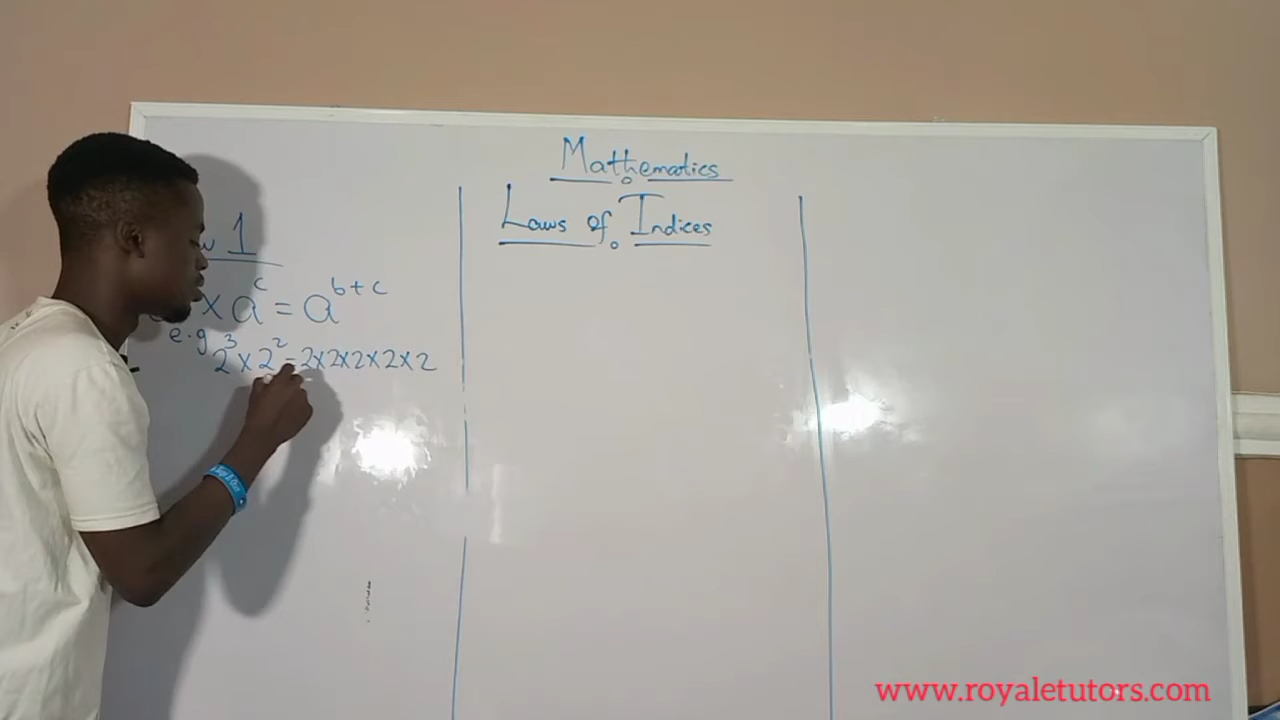 Mathematics
Laws of Indices
1
× a^c = a^(b+c)
e.g 2^3 × 2^2 = 2×2×2×2×2
www.royaletutors.com